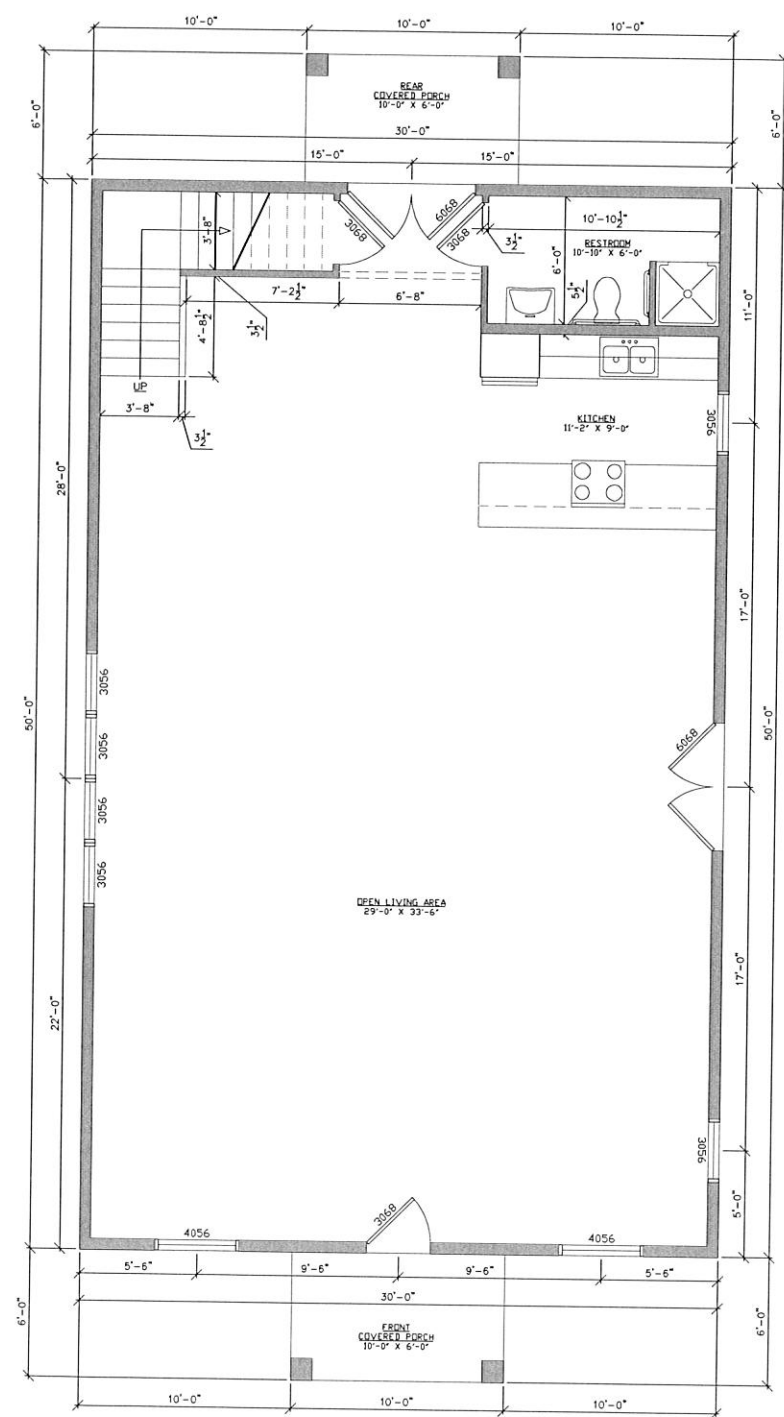 10'-0" 10'-0" 10'-0"
6'-0"
6'-0"
REAR
COVERED PORCH
10'-0" X 6'-0"
30'-0"
15'-0" 15'-0"
3'-8"
3068
6068
3068
3½"
10'-10½"
RESTROOM
10'-10" X 6'-0"
6'-0"
5½"
7'-2½"
6'-8"
4'-8½"
3½"
11'-0"
UP
3'-8"
3½"
KITCHEN
11'-2" X 9'-0"
3056
28'-0"
17'-0"
3056
3056
3056
3056
50'-0"
6068
50'-0"
OPEN LIVING AREA
29'-0" X 33'-6"
17'-0"
22'-0"
3056
5'-0"
4056
3068
4056
5'-6" 9'-6" 9'-6" 5'-6"
30'-0"
6'-0"
6'-0"
FRONT
COVERED PORCH
10'-0" X 6'-0"
10'-0" 10'-0" 10'-0"